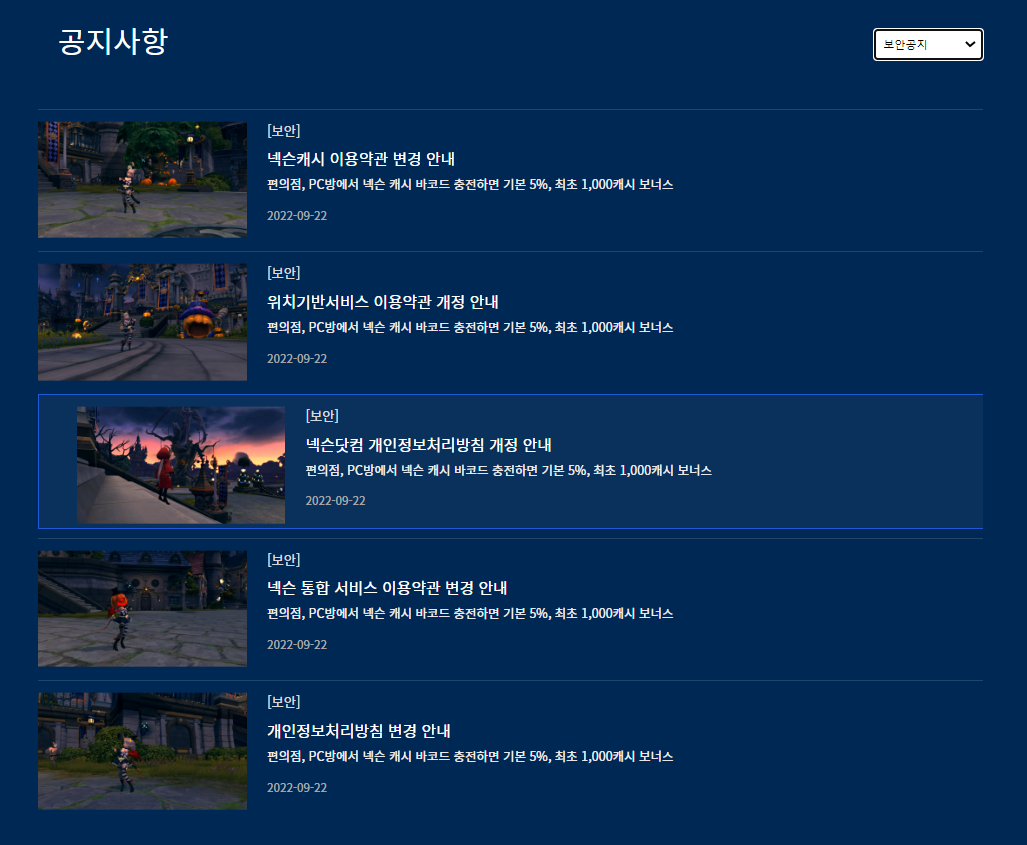 공지사항
보안공지
[보안]
넥슨캐시 이용약관 변경 안내
편의점, PC방에서 넥슨 캐시 바코드 충전하면 기본 5%, 최초 1,000캐시 보너스
2022-09-22
[보안]
위치기반서비스 이용약관 개정 안내
편의점, PC방에서 넥슨 캐시 바코드 충전하면 기본 5%, 최초 1,000캐시 보너스
2022-09-22
[보안]
넥슨닷컴 개인정보처리방침 개정 안내
편의점, PC방에서 넥슨 캐시 바코드 충전하면 기본 5%, 최초 1,000캐시 보너스
2022-09-22
[보안]
넥슨 통합 서비스 이용약관 변경 안내
편의점, PC방에서 넥슨 캐시 바코드 충전하면 기본 5%, 최초 1,000캐시 보너스
2022-09-22
[보안]
개인정보처리방침 변경 안내
편의점, PC방에서 넥슨 캐시 바코드 충전하면 기본 5%, 최초 1,000캐시 보너스
2022-09-22